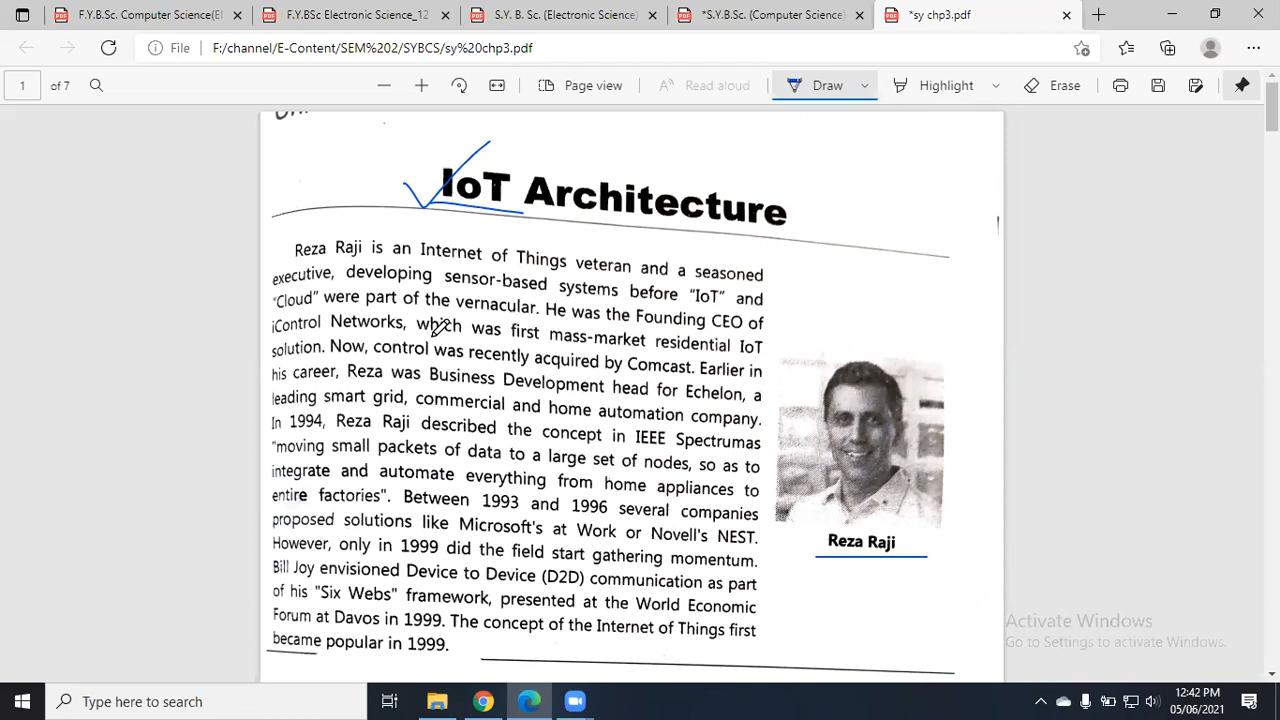 F.Y.B.Sc. Computer Science(El
F.Y.BSc Electronic Science_12
S.Y. B. Sc. (Electronic Science)
*S.Y.B.Sc. (Computer Science)
*sy chp3.pdf
File
F:/channel/E-Content/SEM%202/SYBCS/sy%20chp3.pdf
1 of 7
Page view
Read aloud
Draw
Highlight
Erase
IoT Architecture
Reza Raji is an Internet of Things veteran and a seasoned
executive, developing sensor-based systems before "IoT" and
"Cloud" were part of the vernacular. He was the Founding CEO of
iControl Networks, which was first mass-market residential IoT
solution. Now, control was recently acquired by Comcast. Earlier in
his career, Reza was Business Development head for Echelon, a
leading smart grid, commercial and home automation company.
In 1994, Reza Raji described the concept in IEEE Spectrumas
"moving small packets of data to a large set of nodes, so as to
integrate and automate everything from home appliances to
entire factories". Between 1993 and 1996 several companies
proposed solutions like Microsoft's at Work or Novell's NEST.
However, only in 1999 did the field start gathering momentum.
Bill Joy envisioned Device to Device (D2D) communication as part
of his "Six Webs" framework, presented at the World Economic
Forum at Davos in 1999. The concept of the Internet of Things first
became popular in 1999.
Reza Raji
Activate Windows
Go to Settings to activate Windows.
Type here to search
12:42 PM
05/06/2021